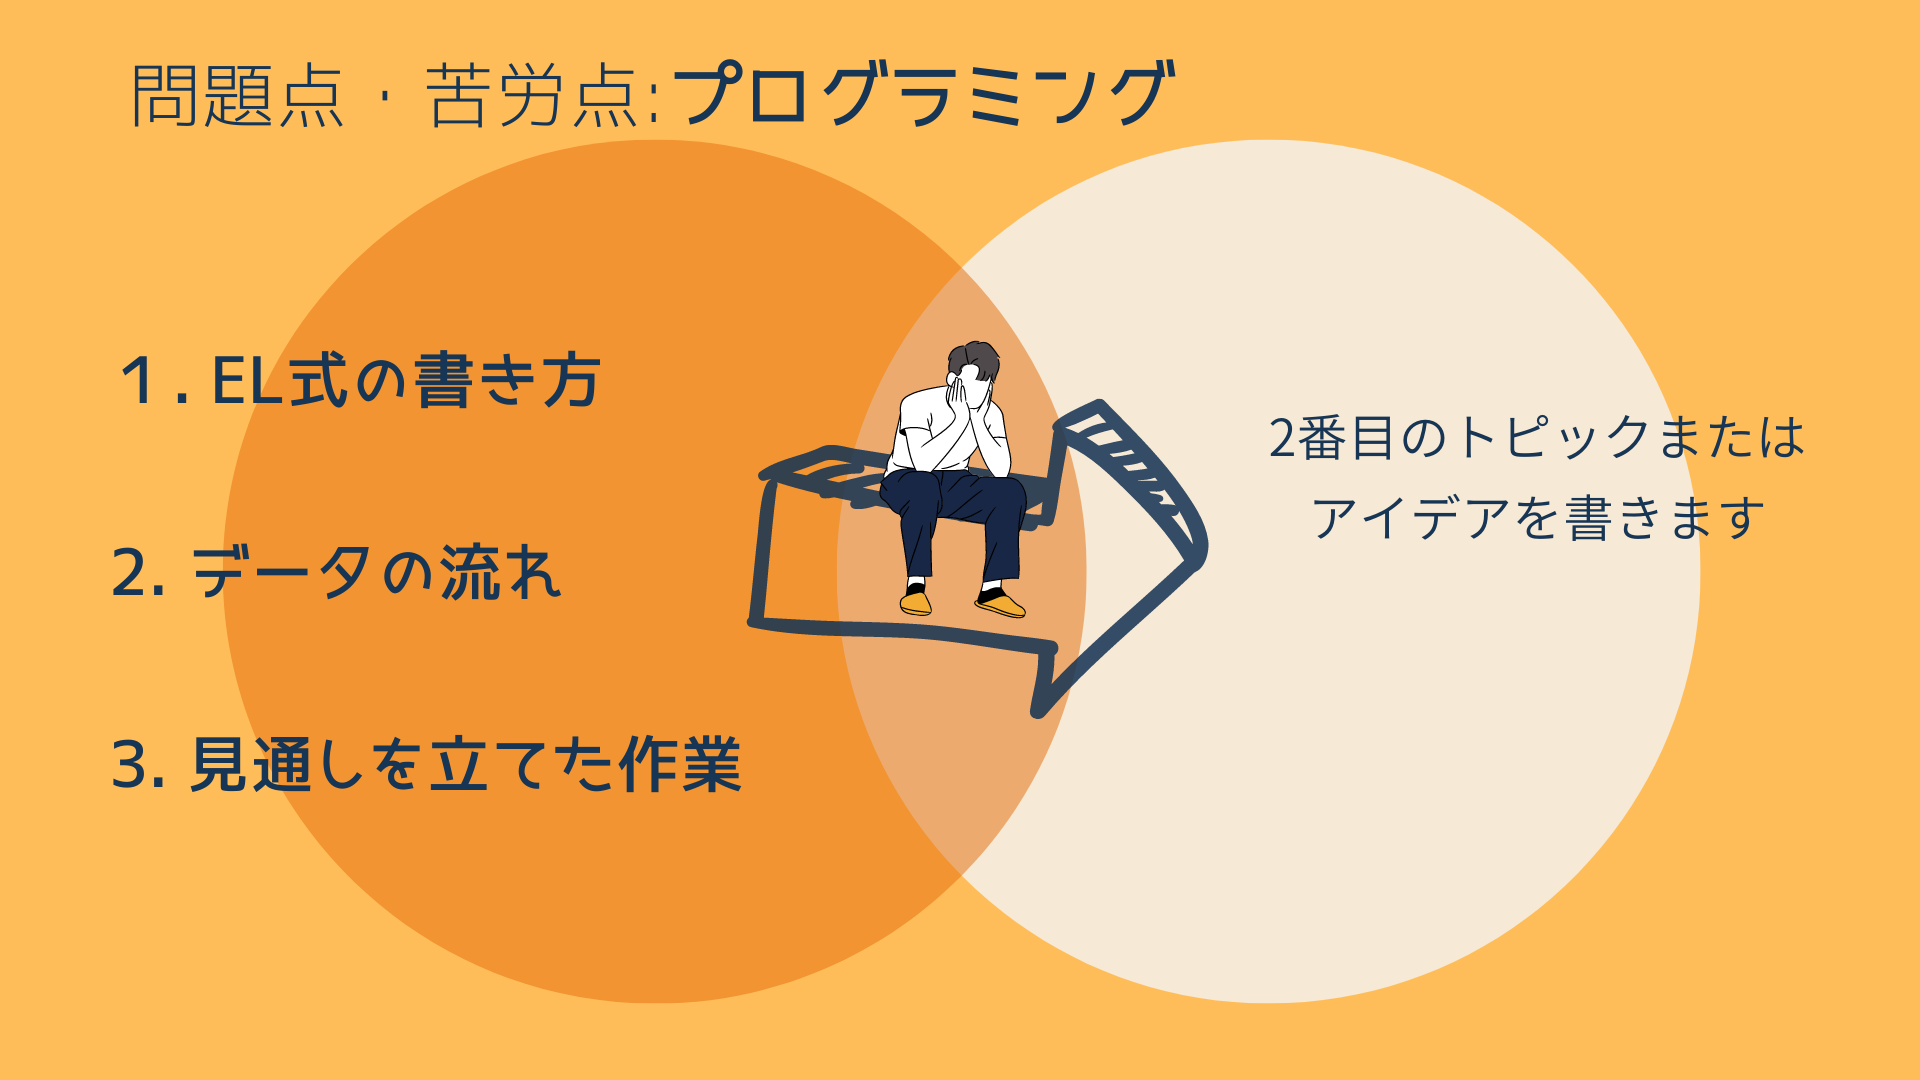 問題点・苦労点:プログラミング
１. EL式の書き方
2. データの流れ
3. 見通しを立てた作業
2番目のトピックまたは
アイデアを書きます